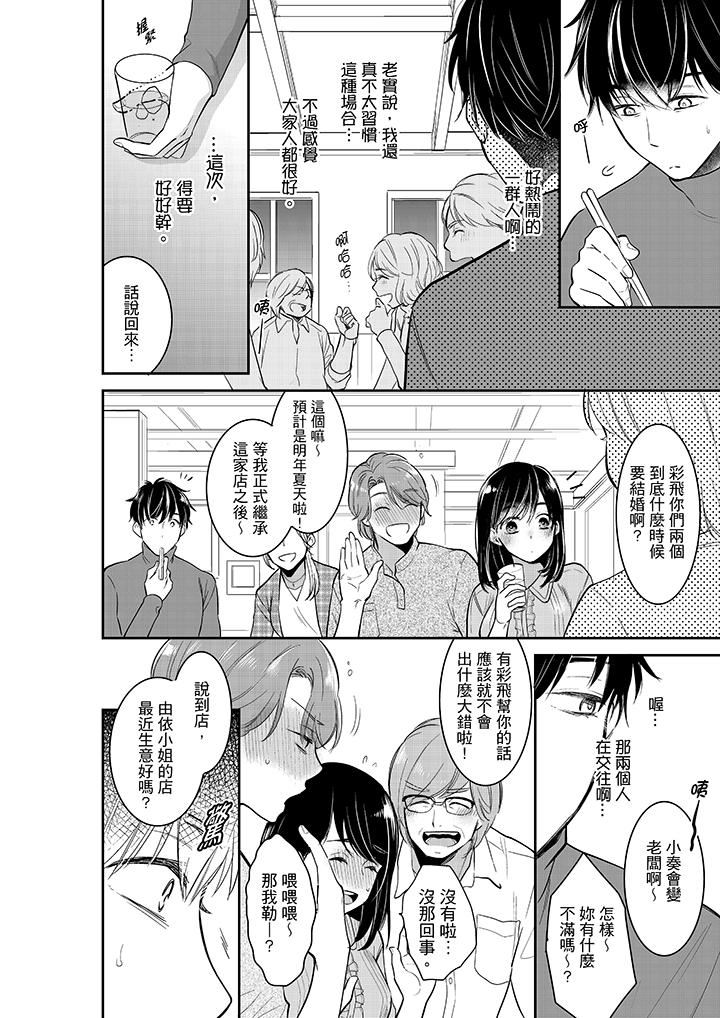 呼～
好熱鬧的
一群人啊…
老實說，我還
真不太習慣
這種場合…
不過感覺
大家人都很好。
啊哈哈…
噢～
握緊
…這次，
得要
好好幹。
話說回來…
彩飛你們兩個
到底什麼時候
要結婚啊？
這個嘛～
預計是明年夏天啦！
等我正式繼承
這家店之後～
喔…
那兩個人
在交往啊…
噢～
小奏會變
老闆啊～
怎樣～
妳有什麼
不滿嗎～？
有彩飛幫你的話
應該就不會
出什麼大錯啦！
沒有啦…
沒那回事。
喂喂喂～
那我勒—？
說到店，
由依小姐的店
最近生意好嗎？
驚